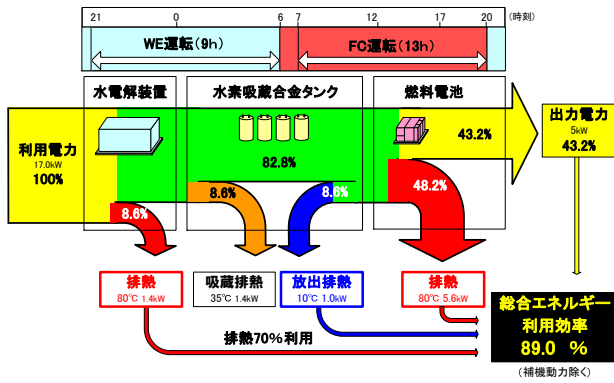 21 0 6 7 12 17 20 (時刻)
WE運転(9h) FC運転(13h)
水電解装置 水素吸蔵合金タンク 燃料電池
利用電力
17.0kW
100%
82.8%
43.2%
出力電力
5kW
43.2%
8.6%
8.6%
8.6%
48.2%
排熱
80℃ 1.4kW
吸蔵排熱
35℃ 1.4kW
放出排熱
10℃ 1.0kW
排熱
80℃ 5.6kW
排熱70%利用
総合エネルギー
利用効率
89.0 %
(補機動力除く)